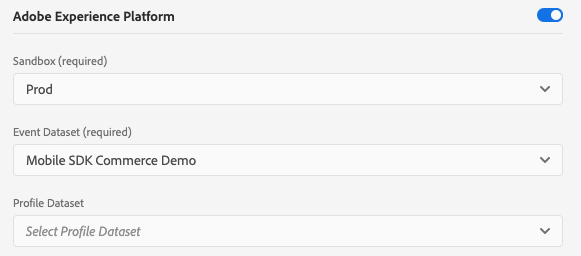 Adobe Experience Platform
Sandbox (required)
Prod
Event Dataset (required)
Mobile SDK Commerce Demo
Profile Dataset
Select Profile Dataset